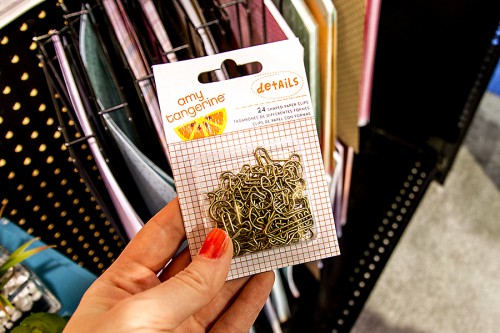 amy
tangerine
details
24 SHAPED PAPER CLIPS
TROMBONES DE DIFFÉRENTES FORMES
CLIPS DE PAPEL CON FORMAS